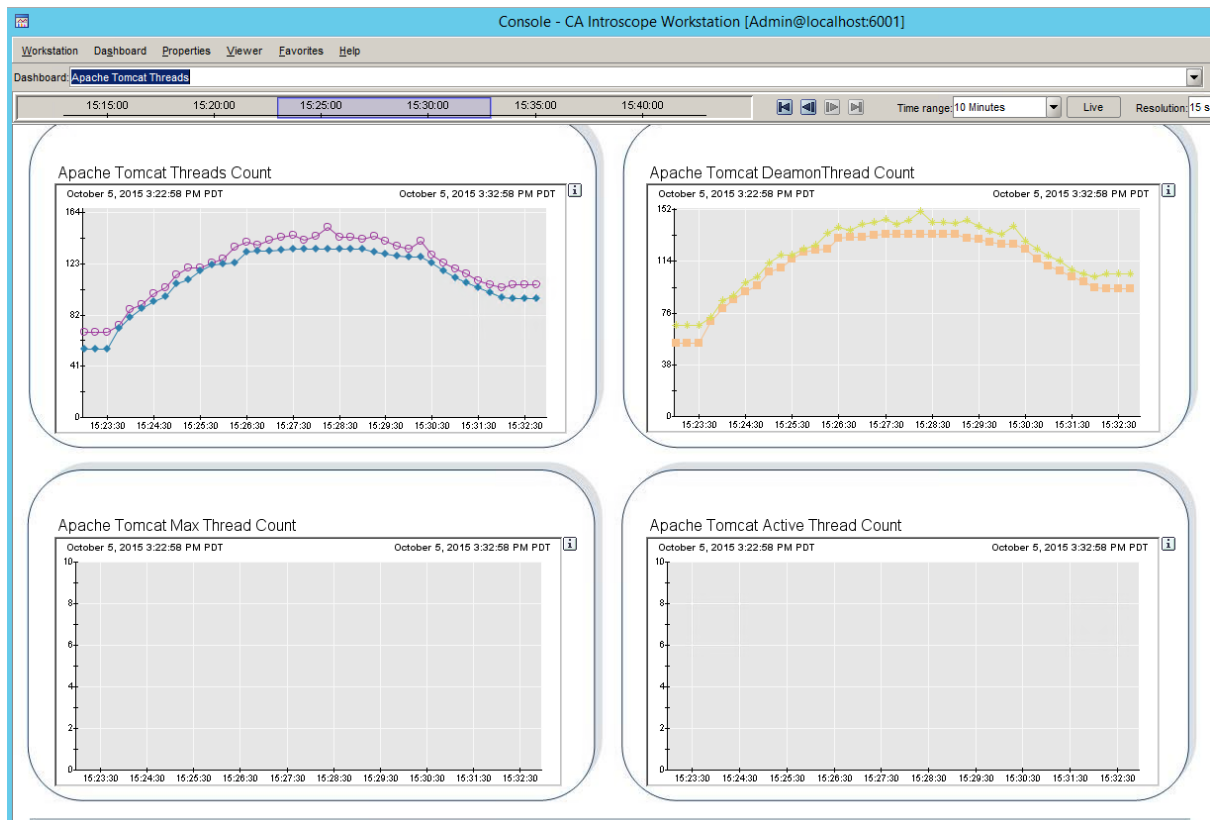 Console - CA Introscope Workstation [Admin@localhost:6001]
Workstation Dashboard Properties Viewer Favorites Help
Dashboard: Apache Tomcat Threads
15:15:00 15:20:00 15:25:00 15:30:00 15:35:00 15:40:00 Time range: 10 Minutes Live Resolution: 15 s
Apache Tomcat Threads Count
October 5, 2015 3:22:58 PM PDT October 5, 2015 3:32:58 PM PDT
164
123
82
41
0
15:23:30 15:24:30 15:25:30 15:26:30 15:27:30 15:28:30 15:29:30 15:30:30 15:31:30 15:32:30
Apache Tomcat DeamonThread Count
October 5, 2015 3:22:58 PM PDT October 5, 2015 3:32:58 PM PDT
152
114
76
38
0
15:23:30 15:24:30 15:25:30 15:26:30 15:27:30 15:28:30 15:29:30 15:30:30 15:31:30 15:32:30
Apache Tomcat Max Thread Count
October 5, 2015 3:22:58 PM PDT October 5, 2015 3:32:58 PM PDT
10
8
6
4
2
0
15:23:30 15:24:30 15:25:30 15:26:30 15:27:30 15:28:30 15:29:30 15:30:30 15:31:30 15:32:30
Apache Tomcat Active Thread Count
October 5, 2015 3:22:58 PM PDT October 5, 2015 3:32:58 PM PDT
10
8
6
4
2
0
15:23:30 15:24:30 15:25:30 15:26:30 15:27:30 15:28:30 15:29:30 15:30:30 15:31:30 15:32:30